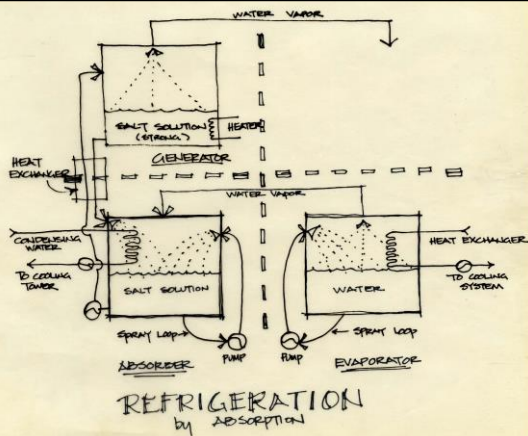 WATER VAPOR
SALT SOLUTION
(STRONG)
HEATER
GENERATOR
HEAT
EXCHANGER
WATER VAPOR
CONDENSING
WATER
HEAT EXCHANGER
TO COOLING
TOWER
SALT SOLUTION
WATER
TO COOLING
SYSTEM
SPRAY LOOP
SPRAY LOOP
ABSORBER
PUMP
PUMP
EVAPORATOR
REFRIGERATION
by ABSORPTION